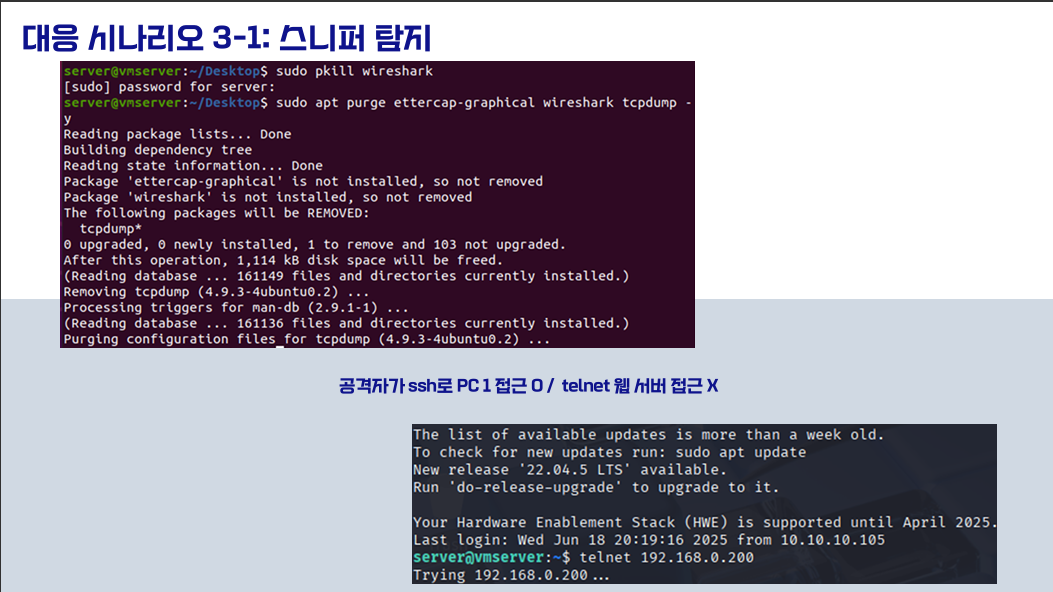 대응 시나리오 3-1: 스니퍼 탐지
server@vmserver:~/Desktop$ sudo pkill wireshark
[sudo] password for server:
server@vmserver:~/Desktop$ sudo apt purge ettercap-graphical wireshark tcpdump -
y
Reading package lists... Done
Building dependency tree
Reading state information... Done
Package 'ettercap-graphical' is not installed, so not removed
Package 'wireshark' is not installed, so not removed
The following packages will be REMOVED:
  tcpdump*
0 upgraded, 0 newly installed, 1 to remove and 103 not upgraded.
After this operation, 1,114 kB disk space will be freed.
(Reading database ... 161149 files and directories currently installed.)
Removing tcpdump (4.9.3-4ubuntu0.2) ...
Processing triggers for man-db (2.9.1-1) ...
(Reading database ... 161136 files and directories currently installed.)
Purging configuration files for tcpdump (4.9.3-4ubuntu0.2) ...
공격자가 ssh로 PC 1 접근 O / telnet 웹 서버 접근 X
The list of available updates is more than a week old.
To check for new updates run: sudo apt update
New release '22.04.5 LTS' available.
Run 'do-release-upgrade' to upgrade to it.
Your Hardware Enablement Stack (HWE) is supported until April 2025.
Last login: Wed Jun 18 20:19:16 2025 from 10.10.10.105
server@vmserver:~$ telnet 192.168.0.200
Trying 192.168.0.200...